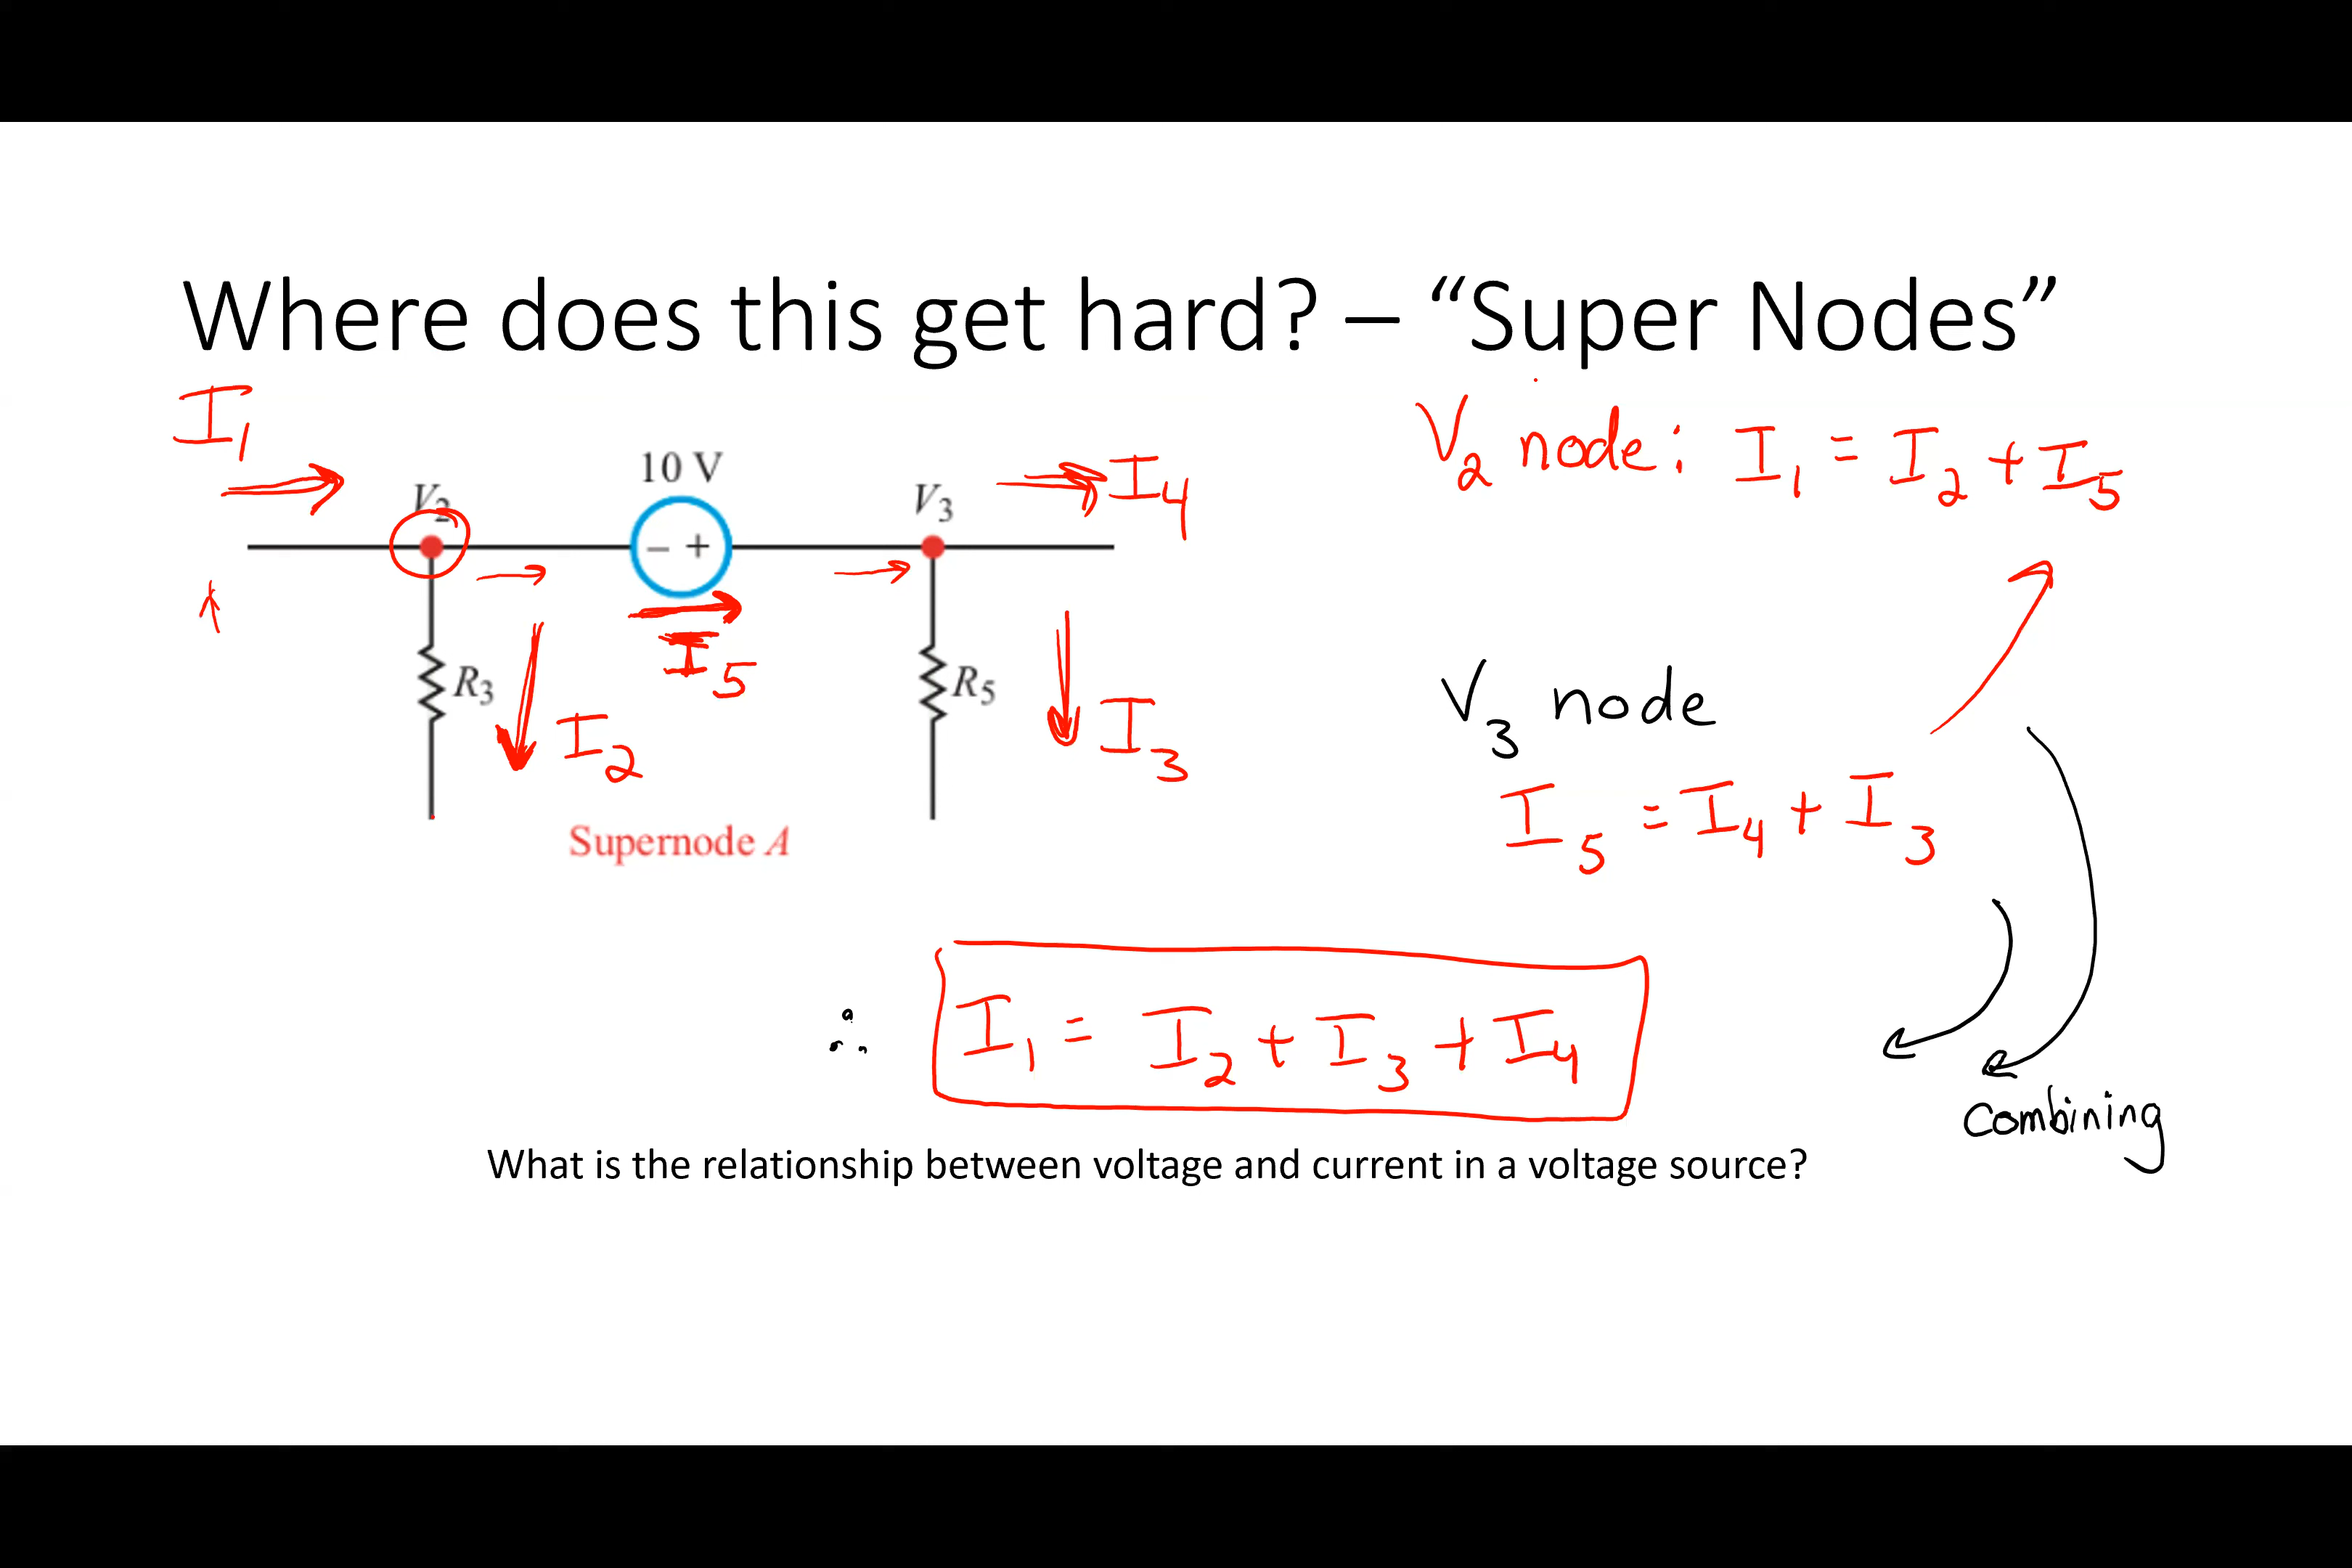 Where does this get hard? – “Super Nodes”
I₁
V₂ node: I₁ = I₂ + I₅
10 V
I₄
V₂
V₃
− +
I₅
R₃
R₅
I₂
I₃
V₃ node
I₅ = I₄ + I₃
Supernode A
∴ I₁ = I₂ + I₃ + I₄
combining
What is the relationship between voltage and current in a voltage source?